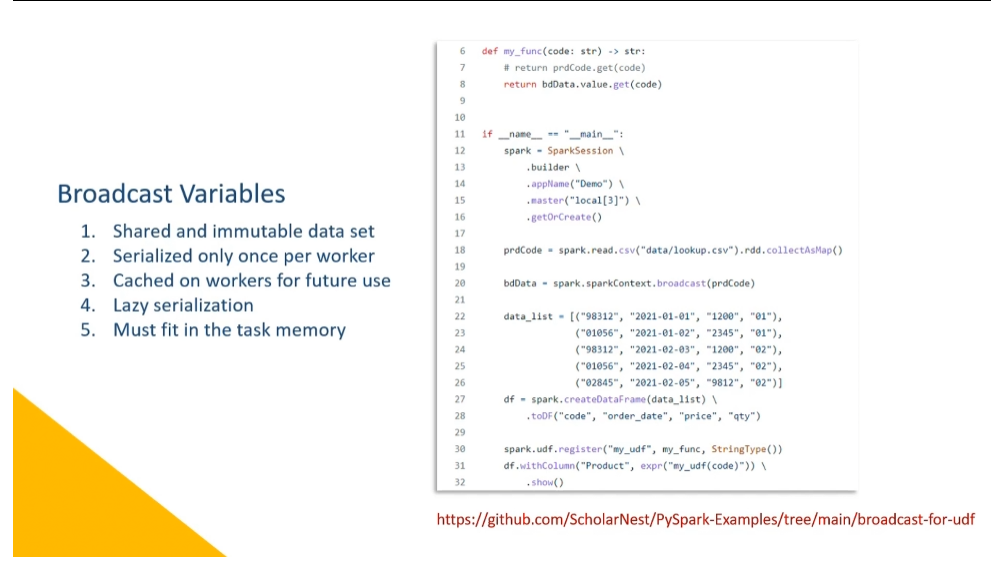 Broadcast Variables
1. Shared and immutable data set
2. Serialized only once per worker
3. Cached on workers for future use
4. Lazy serialization
5. Must fit in the task memory
6 def my_func(code: str) -> str:
7 # return prdCode.get(code)
8 return bdData.value.get(code)
9
10
11 if __name__ == "__main__":
12 spark = SparkSession \
13 .builder \
14 .appName("Demo") \
15 .master("local[3]") \
16 .getOrCreate()
17
18 prdCode = spark.read.csv("data/lookup.csv").rdd.collectAsMap()
19
20 bdData = spark.sparkContext.broadcast(prdCode)
21
22 data_list = [("98312", "2021-01-01", "1200", "01"),
23 ("01056", "2021-01-02", "2345", "01"),
24 ("98312", "2021-02-03", "1200", "02"),
25 ("01056", "2021-02-04", "2345", "02"),
26 ("02845", "2021-02-05", "9812", "02")]
27 df = spark.createDataFrame(data_list) \
28 .toDF("code", "order_date", "price", "qty")
29
30 spark.udf.register("my_udf", my_func, StringType())
31 df.withColumn("Product", expr("my_udf(code)")) \
32 .show()
https://github.com/ScholarNest/PySpark-Examples/tree/main/broadcast-for-udf